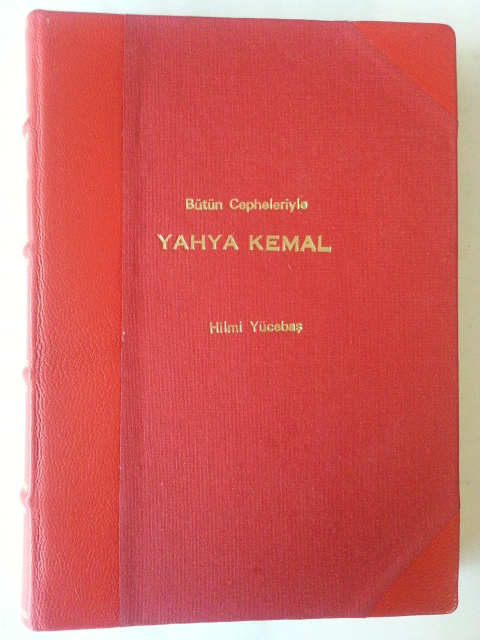 Bütün Cepheleriyle
YAHYA KEMAL
Hilmi Yücebaş